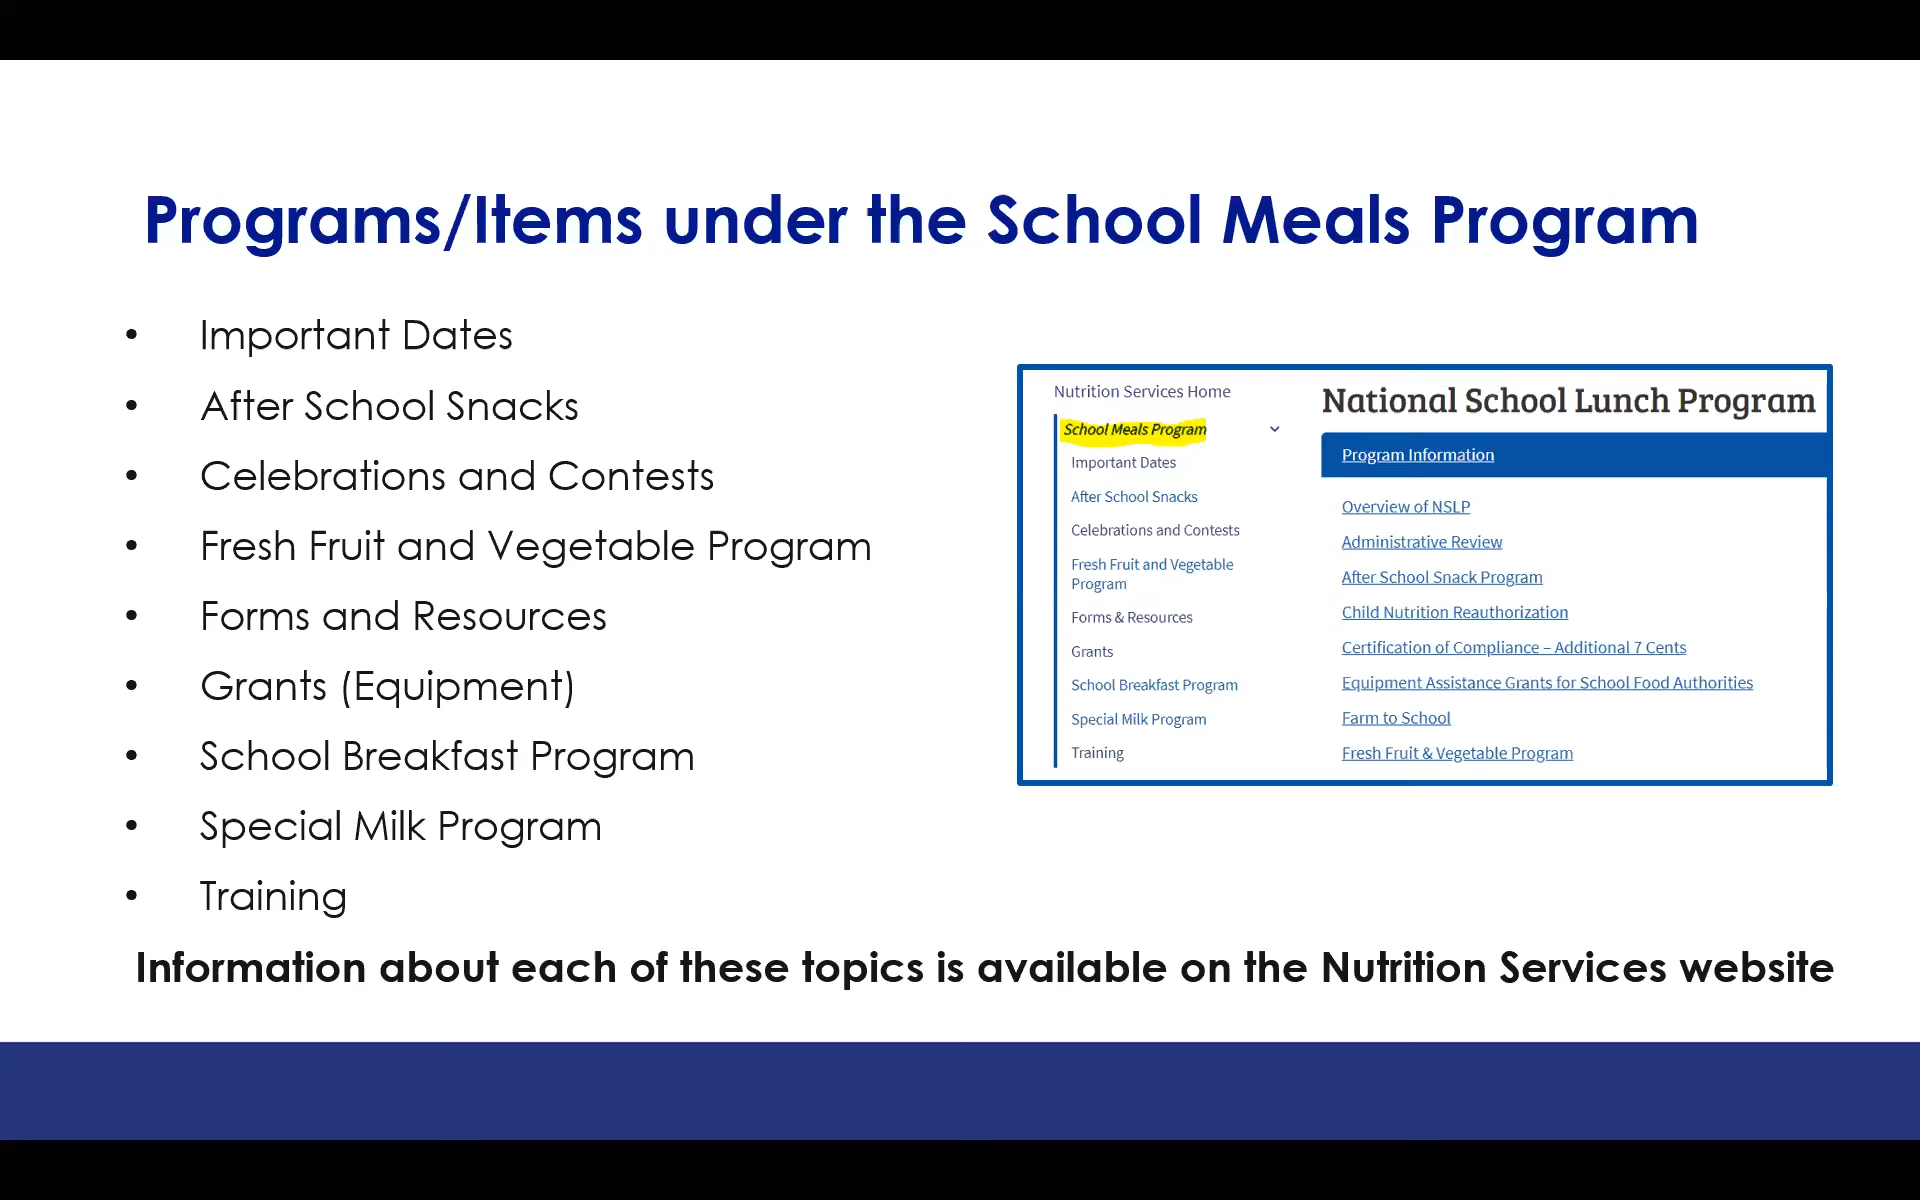 Programs/Items under the School Meals Program
• Important Dates
• After School Snacks
• Celebrations and Contests
• Fresh Fruit and Vegetable Program
• Forms and Resources
• Grants (Equipment)
• School Breakfast Program
• Special Milk Program
• Training
Nutrition Services Home
School Meals Program
Important Dates
After School Snacks
Celebrations and Contests
Fresh Fruit and Vegetable
Program
Forms & Resources
Grants
School Breakfast Program
Special Milk Program
Training
National School Lunch Program
Program Information
Overview of NSLP
Administrative Review
After School Snack Program
Child Nutrition Reauthorization
Certification of Compliance – Additional 7 Cents
Equipment Assistance Grants for School Food Authorities
Farm to School
Fresh Fruit & Vegetable Program
Information about each of these topics is available on the Nutrition Services website